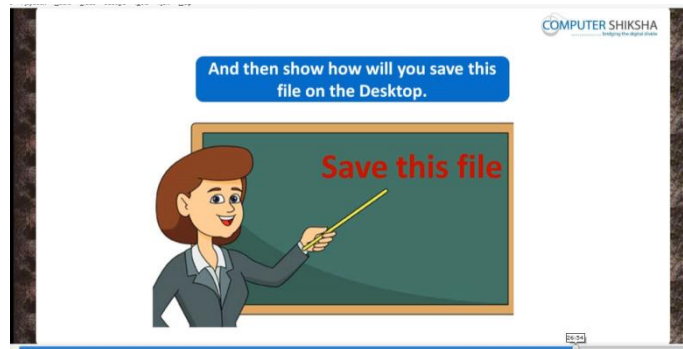 COMPUTER SHIKSHA
bridging the digital divide
And then show how will you save this
file on the Desktop.
Save this file
26:54